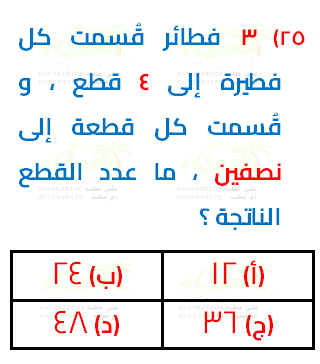 ٢٥) ٣ فطائر قُسمت كل
فطيرة إلى ٤ قطع ، و
قُسمت كل قطعة إلى
نصفين ، ما عدد القطع
الناتجة ؟
(أ) ١٢
(ب) ٢٤
(ج) ٣٦
(د) ٤٨